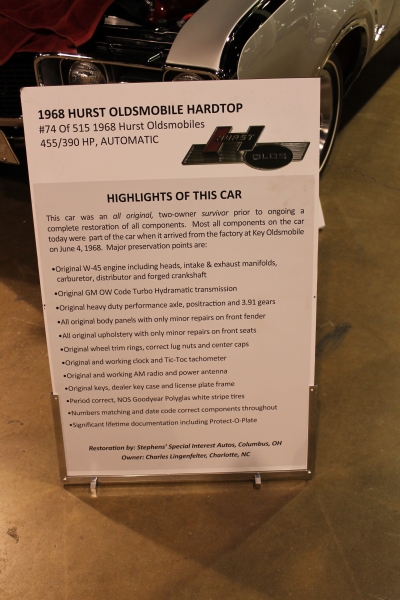 1968 HURST OLDSMOBILE HARDTOP
#74 Of 515 1968 Hurst Oldsmobiles
455/390 HP, AUTOMATIC
HURST
OLDS
HIGHLIGHTS OF THIS CAR
This car was an all original, two-owner survivor prior to ongoing a
complete restoration of all components. Most all components on the car
today were part of the car when it arrived from the factory at Key Oldsmobile
on June 4, 1968. Major preservation points are:
•Original W-45 engine including heads, intake & exhaust manifolds,
carburetor, distributor and forged crankshaft
•Original GM OW Code Turbo Hydramatic transmission
•Original heavy duty performance axle, positraction and 3.91 gears
•All original body panels with only minor repairs on front fender
•All original upholstery with only minor repairs on front seats
•Original wheel trim rings, correct lug nuts and center caps
•Original and working clock and Tic-Toc tachometer
•Original and working AM radio and power antenna
•Original keys, dealer key case and license plate frame
•Period correct, NOS Goodyear Polyglas white stripe tires
•Numbers matching and date code correct components throughout
•Significant lifetime documentation including Protect-O-Plate
Restoration by: Stephens' Special Interest Autos, Columbus, OH
Owner: Charles Lingenfelter, Charlotte, NC